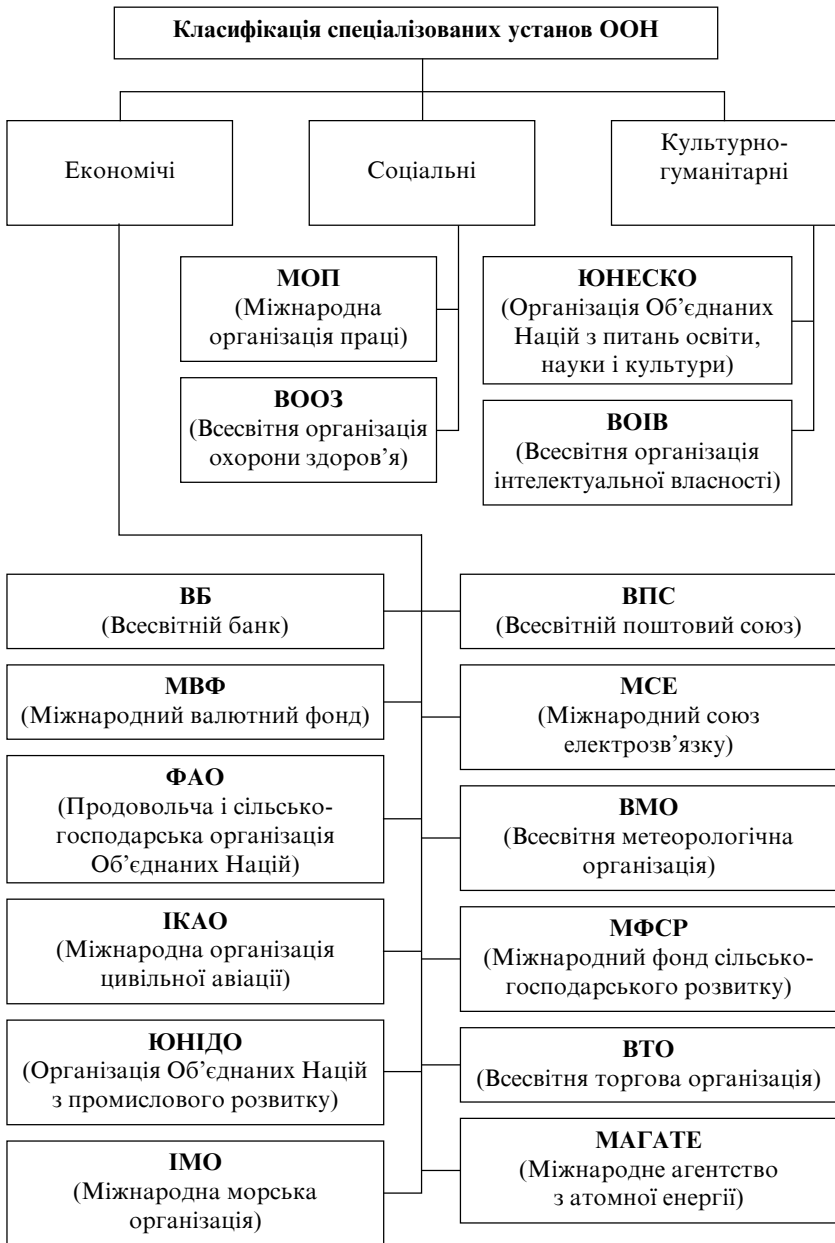 Класифікація спеціалізованих установ ООН
Економічі
Соціальні
Культурно-
гуманітарні
МОП
(Міжнародна
організація праці)
ВООЗ
(Всесвітня організація
охорони здоров’я)
ЮНЕСКО
(Організація Об’єднаних
Націй з питань освіти,
науки і культури)
ВОІВ
(Всесвітня організація
інтелектуальної власності)
ВБ
(Всесвітній банк)
МВФ
(Міжнародний валютний фонд)
ФАО
(Продовольча і сільсько-
господарська організація
Об’єднаних Націй)
ІКАО
(Міжнародна організація
цивільної авіації)
ЮНІДО
(Організація Об’єднаних Націй
з промислового розвитку)
ІМО
(Міжнародна морська
організація)
ВПС
(Всесвітній поштовий союз)
МСЕ
(Міжнародний союз
електрозв’язку)
ВМО
(Всесвітня метеорологічна
організація)
МФСР
(Міжнародний фонд сільсько-
господарського розвитку)
ВТО
(Всесвітня торгова організація)
МАГАТЕ
(Міжнародне агентство
з атомної енергії)